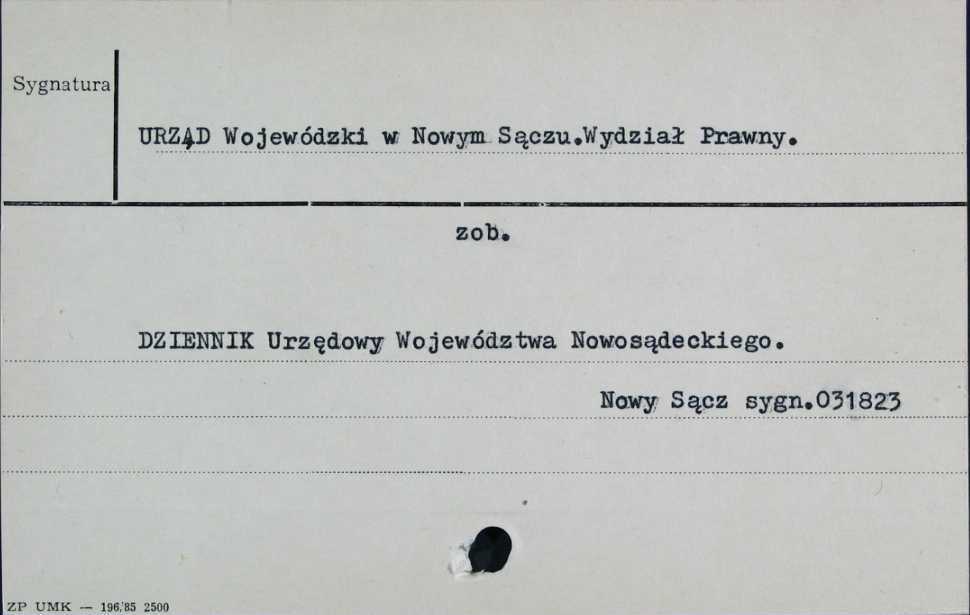 Sygnatura
URZĄD Wojewódzki w Nowym Sączu.Wydział Prawny.
zob.
DZIENNIK Urzędowy Województwa Nowosądeckiego.
Nowy Sącz sygn.031823
ZP UMK — 196/85 2500